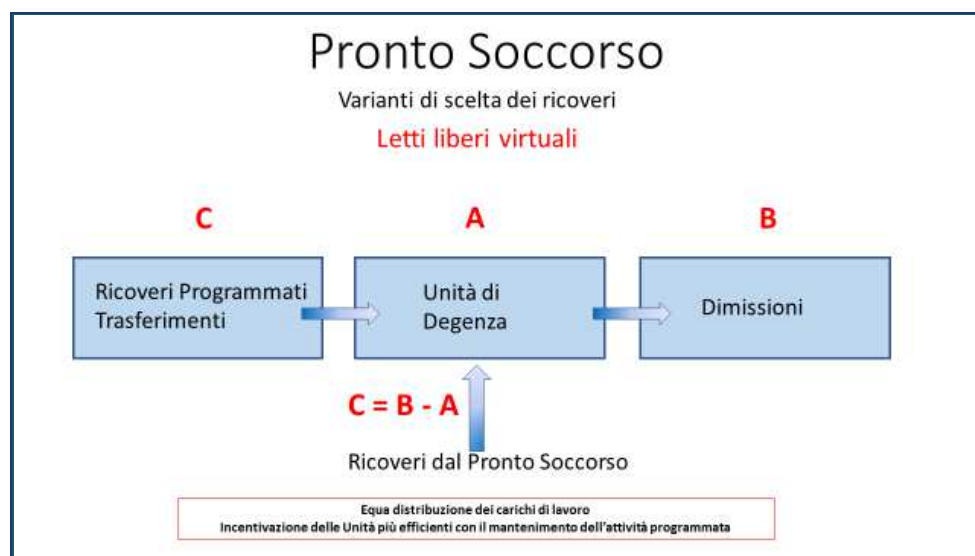 Pronto Soccorso
Varianti di scelta dei ricoveri
Letti liberi virtuali
C
A
B
Ricoveri Programmati
Trasferimenti
Unità di
Degenza
Dimissioni
C = B - A
Ricoveri dal Pronto Soccorso
Equa distribuzione dei carichi di lavoro
Incentivazione delle Unità più efficienti con il mantenimento dell'attività programmata